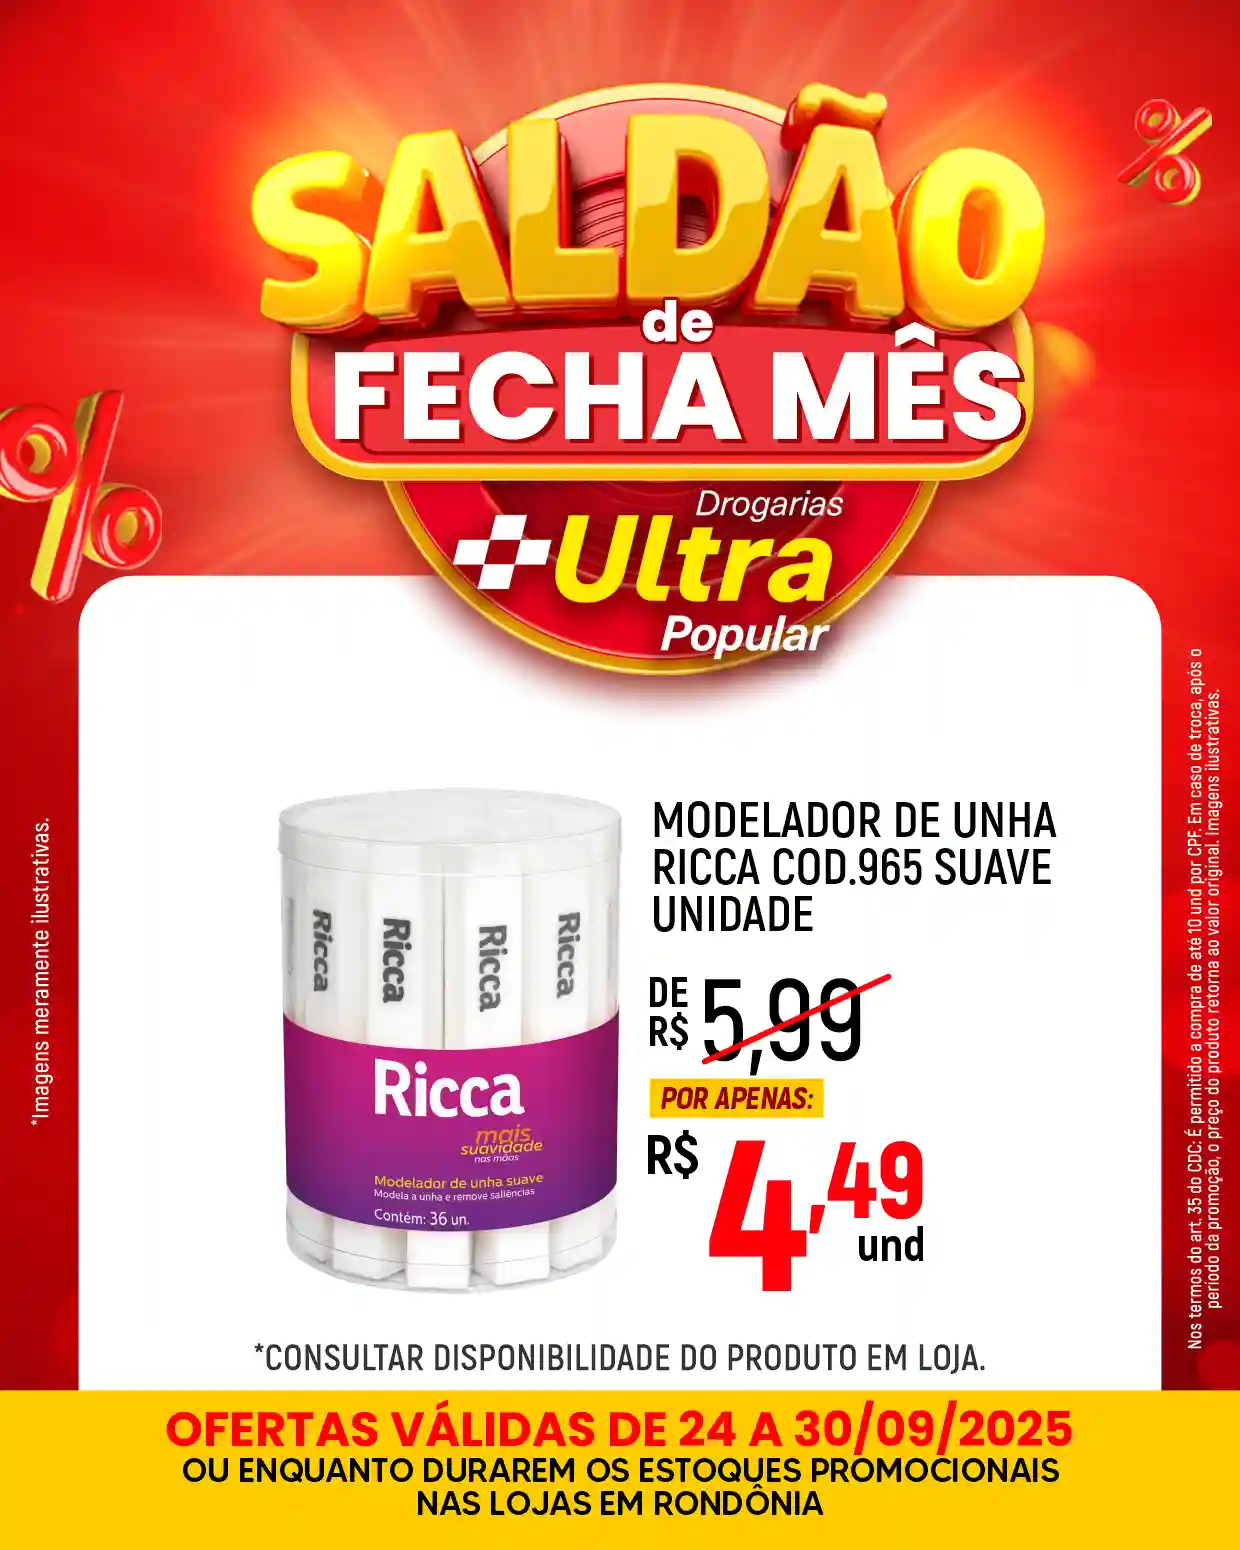 SALDÃO
de
FECHA MÊS
Drogarias
Ultra
Popular
MODELADOR DE UNHA
RICCA COD.965 SUAVE
UNIDADE
DE
R$ 5,99
POR APENAS:
R$ 4,49
und
Ricca
Ricca
Ricca
Ricca
Ricca
mais
suavidade
nas mãos
Modelador de unha suave
Modela a unha e remove saliências
Contém: 36 un.
*Imagens meramente ilustrativas.
Nos termos do art. 35 do CDC: É permitido a compra de até 10 und por CPF. Em caso de troca, após o
período da promoção, o preço do produto retorna ao valor original. Imagens ilustrativas.
*CONSULTAR DISPONIBILIDADE DO PRODUTO EM LOJA.
OFERTAS VÁLIDAS DE 24 A 30/09/2025
OU ENQUANTO DURAREM OS ESTOQUES PROMOCIONAIS
NAS LOJAS EM RONDÔNIA